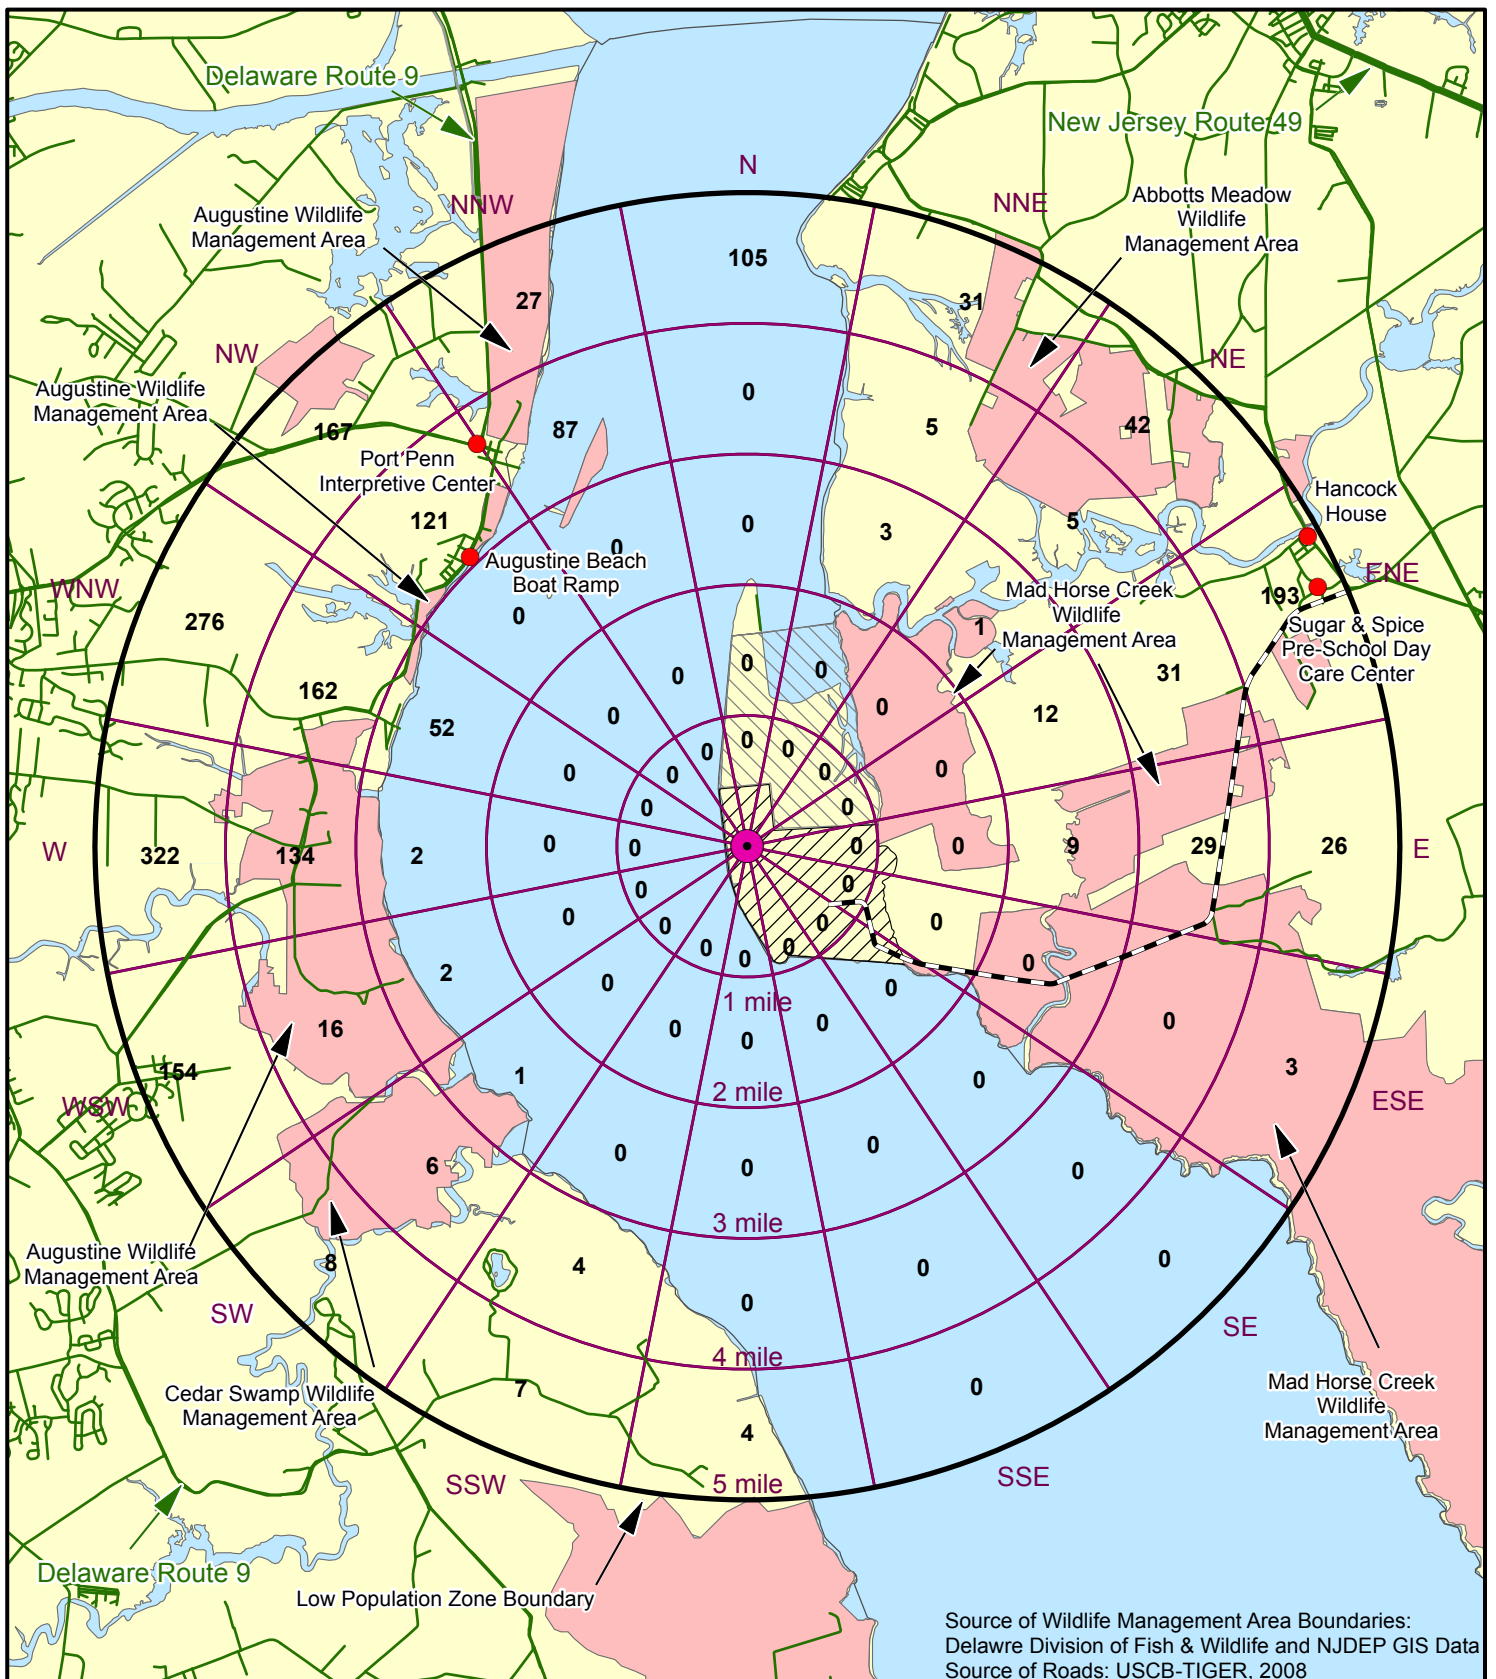 Delaware Route 9
New Jersey Route 49
N
NNW
NNE
Augustine Wildlife
Management Area
Abbotts Meadow
Wildlife
Management Area
105
27
31
NW
NE
Augustine Wildlife
Management Area
0
87
5
42
167
Port Penn
Interpretive Center
Hancock
House
121
0
3
5
0
Augustine Beach
Boat Ramp
WNW
ENE
Mad Horse Creek
Wildlife
Management Area
193
276
0
1
Sugar & Spice
Pre-School Day
Care Center
0
0
0
31
162
52
0
0
12
0
0
0
0
0
0
0
0
0
0
W
322
134
2
0
0
0
0
9
29
26
E
0
0
0
0
0
0
0
0
0
0
0
2
0
0
0
1 mile
16
0
0
0
0
154
1
0
3
2 mile
WSW
ESE
6
0
0
0
0
3 mile
Augustine Wildlife
Management Area
8
4
0
0
0
SW
SE
4 mile
Cedar Swamp Wildlife
Management Area
7
0
Mad Horse Creek
Wildlife
Management Area
4
SSW
5 mile
SSE
Delaware Route 9
Low Population Zone Boundary
Source of Wildlife Management Area Boundaries:
Delawre Division of Fish & Wildlife and NJDEP GIS Data
Source of Roads: USCB-TIGER, 2008